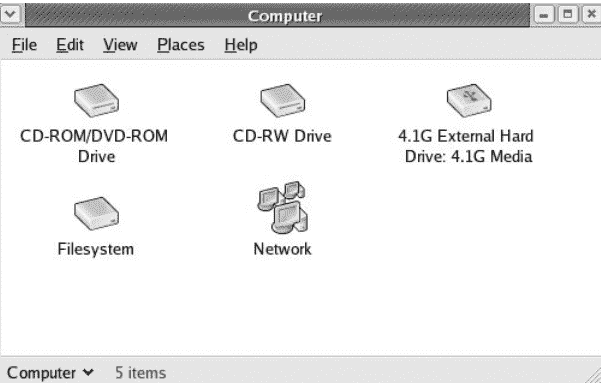 Computer
File Edit View Places Help
CD-ROM/DVD-ROM
Drive
CD-RW Drive
4.1G External Hard
Drive: 4.1G Media
Filesystem
Network
Computer 5 items